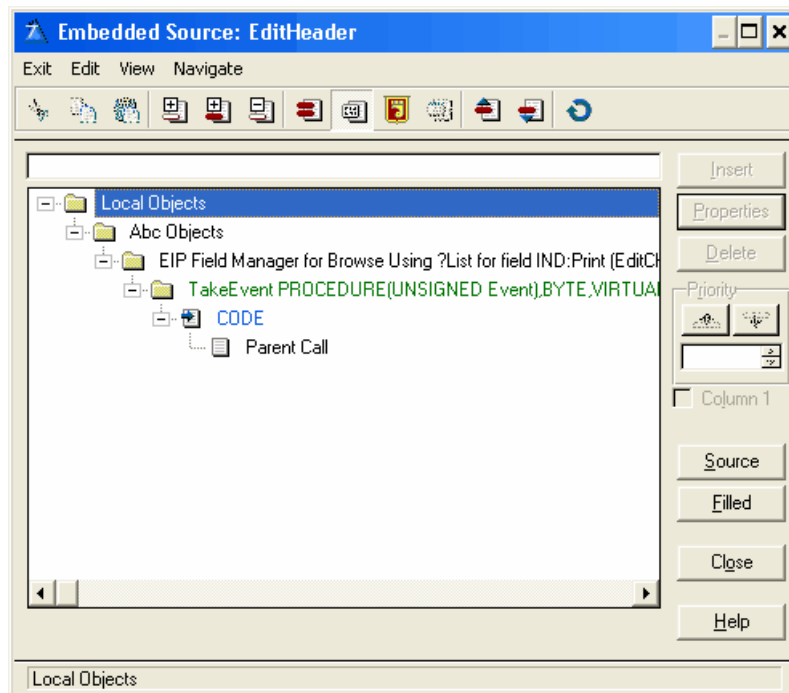 Embedded Source: EditHeader
Exit Edit View Navigate
Insert
Local Objects
Properties
Abc Objects
Delete
EIP Field Manager for Browse Using ?List for field IND:Print (EditCh
TakeEvent PROCEDURE(UNSIGNED Event),BYTE,VIRTUAL
Priority
CODE
Parent Call
Column 1
Source
Filled
Close
Help
Local Objects